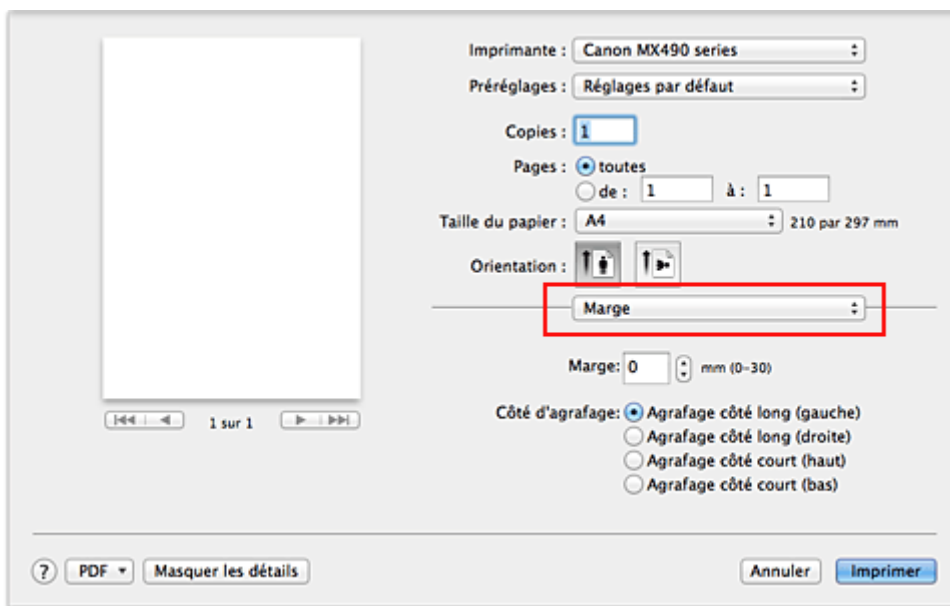 Imprimante : Canon MX490 series
Préréglages : Réglages par défaut
Copies : 1
Pages : toutes
de : 1 à : 1
Taille du papier : A4 210 par 297 mm
Orientation :
Marge
Marge: 0 mm (0-30)
1 sur 1
Côté d'agrafage: Agrafage côté long (gauche)
Agrafage côté long (droite)
Agrafage côté court (haut)
Agrafage côté court (bas)
? PDF Masquer les détails Annuler Imprimer